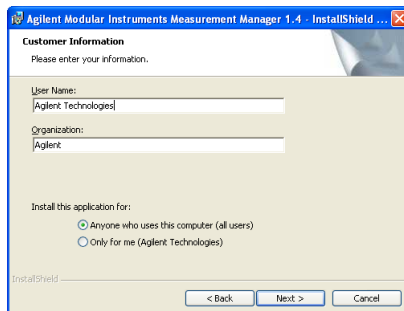 Agilent Modular Instruments Measurement Manager 1.4 - InstallShield ...
Customer Information
Please enter your information.
User Name:
Agilent Technologies
Organization:
Agilent
Install this application for:
Anyone who uses this computer (all users)
Only for me (Agilent Technologies)
InstallShield
< Back Next > Cancel